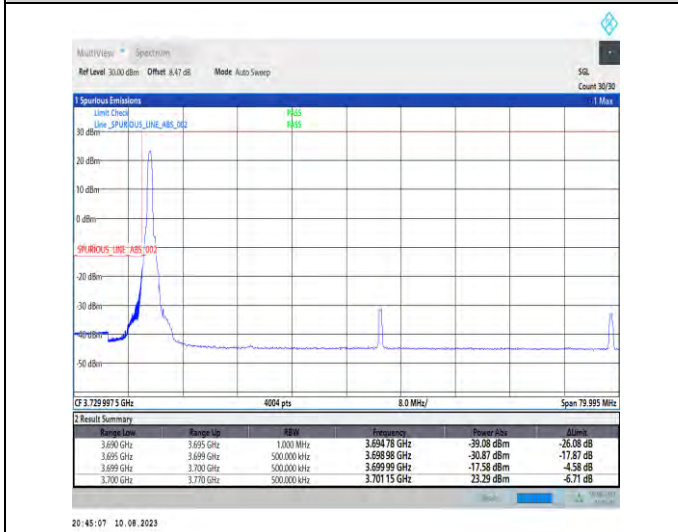 MultiView Spectrum
Ref Level 30.00 dBm Offset 8.47 dB Mode Auto Sweep SGL
Count 30/30
1 Spurious Emissions 1 Max
Limit Check PASS
Line _SPURIOUS_LINE_ABS_002 PASS
30 dBm
20 dBm
10 dBm
0 dBm
SPURIOUS_LINE_ABS_002
-20 dBm
-30 dBm
-40 dBm
-50 dBm
CF 3.729 997 5 GHz 4004 pts 8.0 MHz/ Span 79.995 MHz
2 Result Summary
Range Low Range Up RBW Frequency Power Abs ΔLimit
3.690 GHz 3.695 GHz 1.000 MHz 3.694 78 GHz -39.08 dBm -26.08 dB
3.695 GHz 3.699 GHz 500.000 kHz 3.698 98 GHz -30.87 dBm -17.87 dB
3.699 GHz 3.700 GHz 500.000 kHz 3.699 99 GHz -17.58 dBm -4.58 dB
3.700 GHz 3.770 GHz 500.000 kHz 3.701 15 GHz 23.29 dBm -6.71 dB
20:45:07 10.08.2023